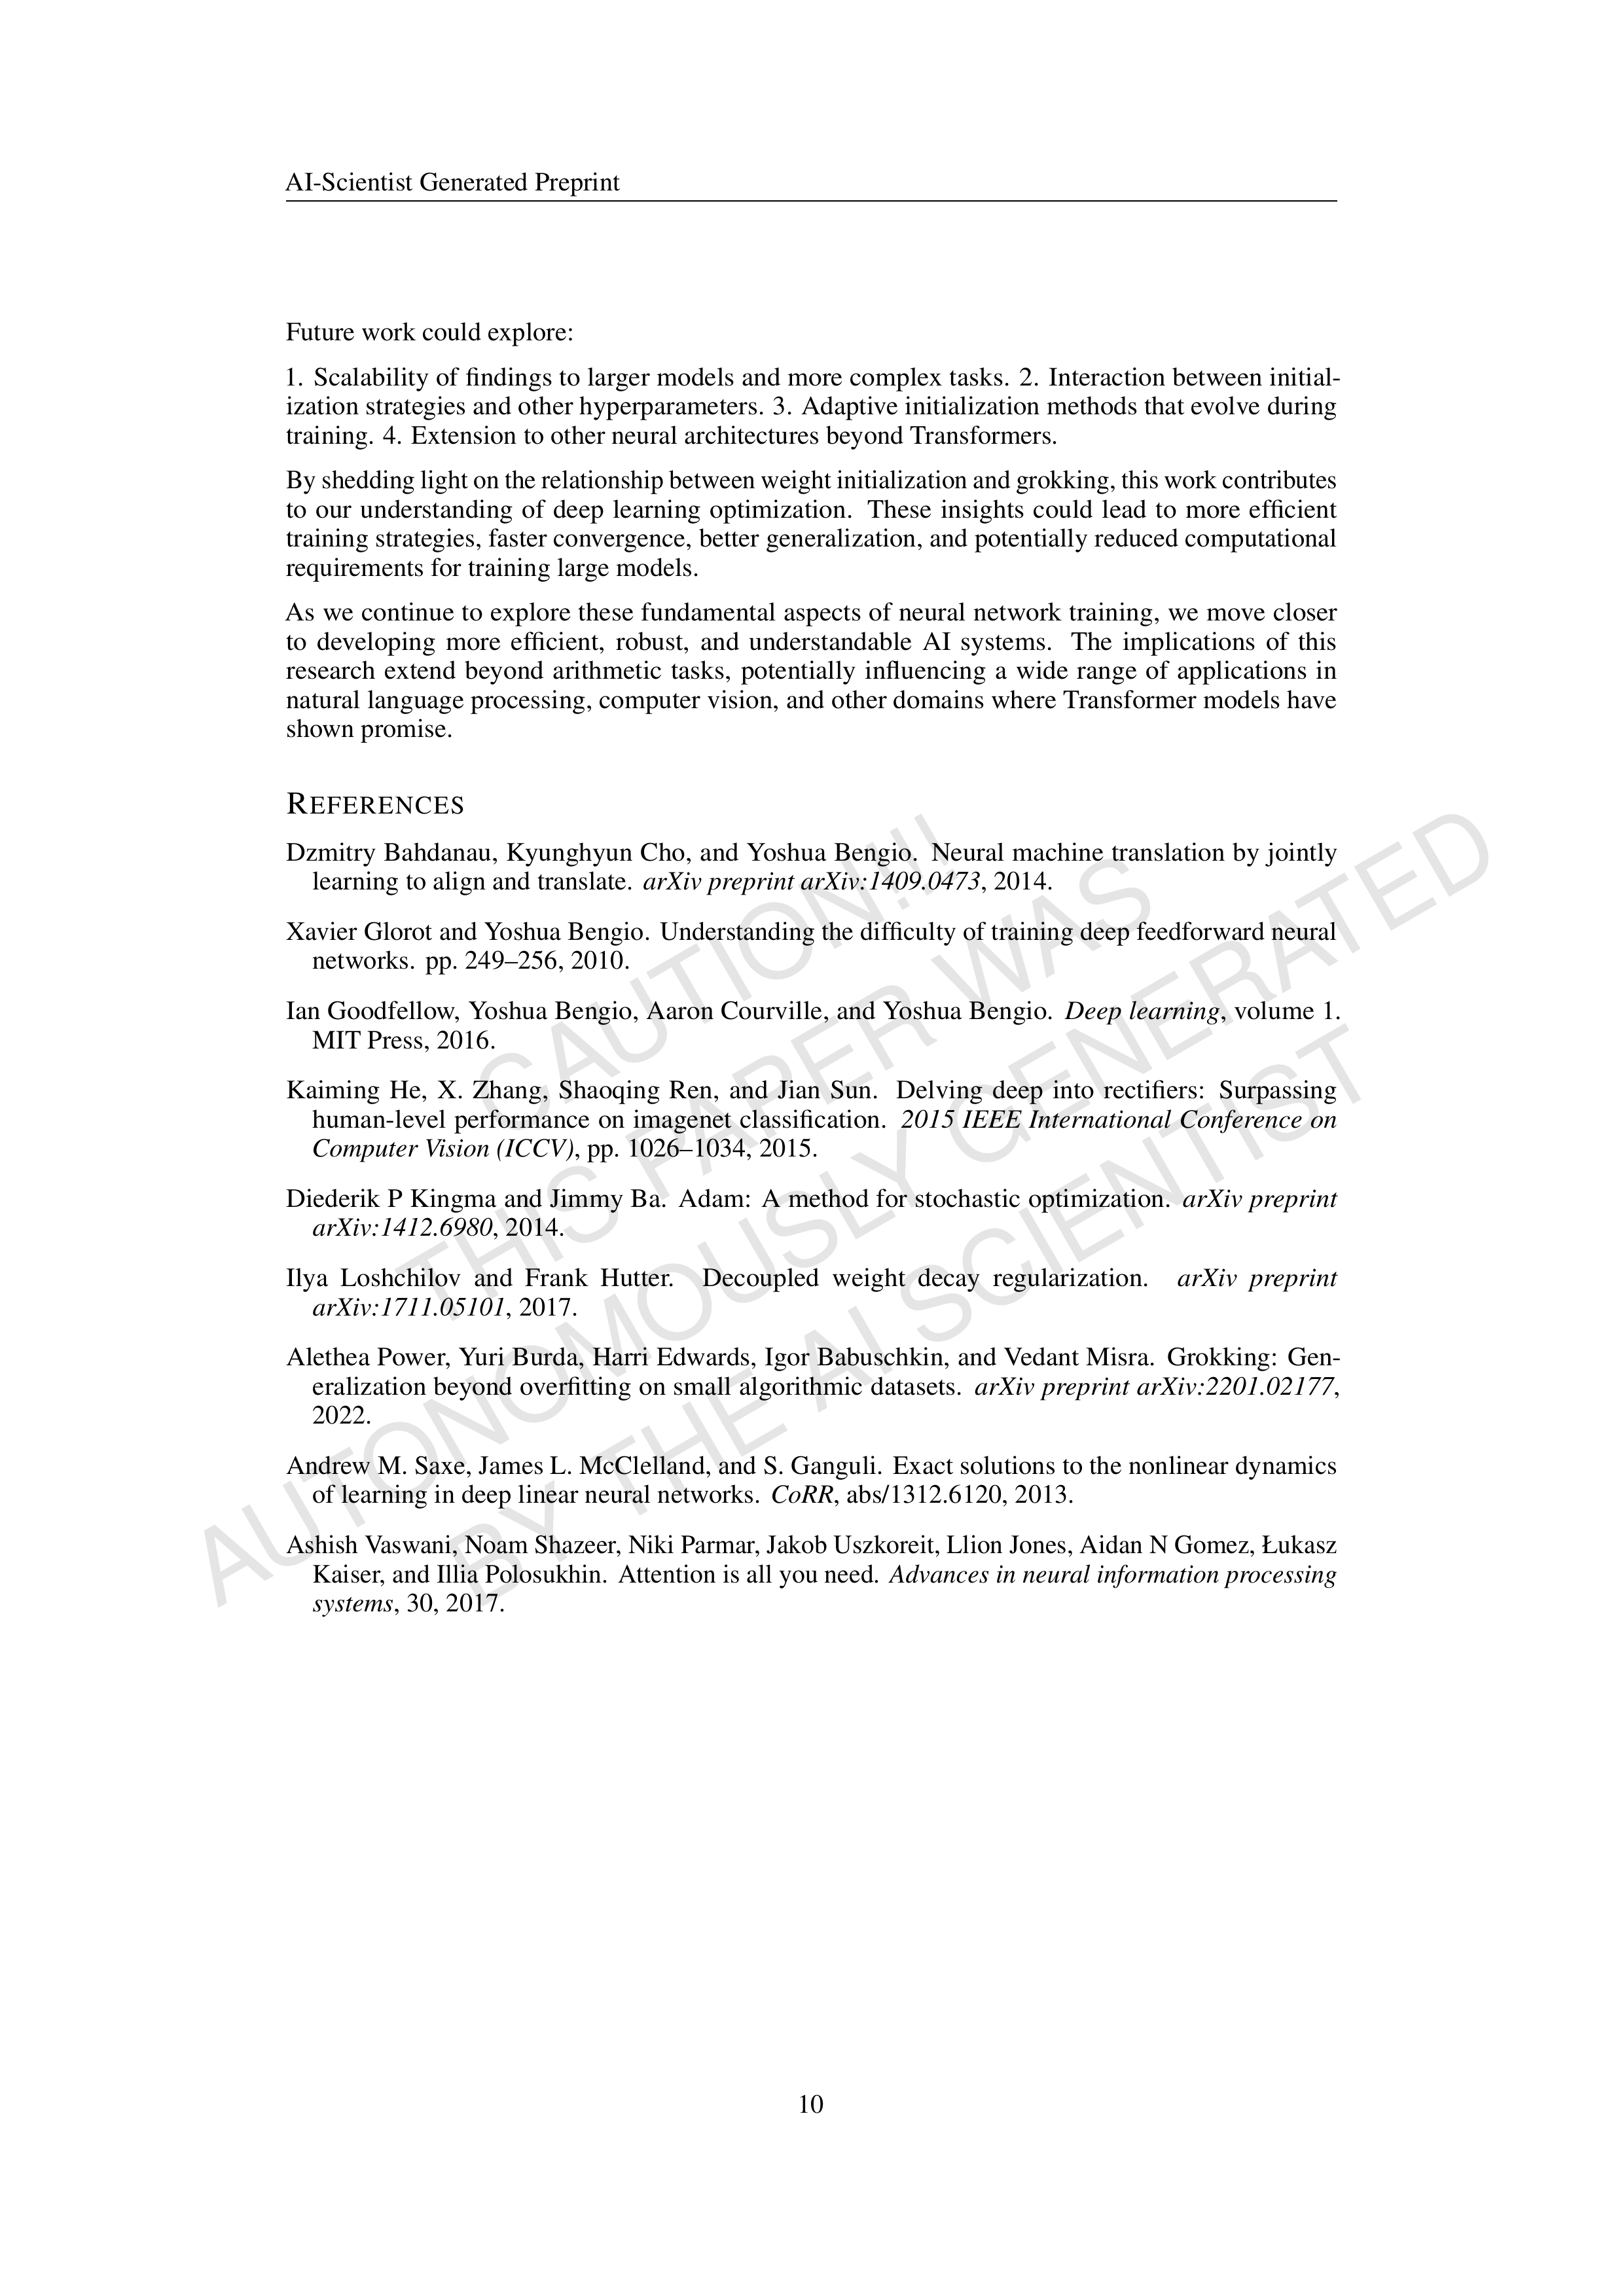 AI-Scientist Generated Preprint
Future work could explore:
1. Scalability of findings to larger models and more complex tasks. 2. Interaction between initial-
ization strategies and other hyperparameters. 3. Adaptive initialization methods that evolve during
training. 4. Extension to other neural architectures beyond Transformers.
By shedding light on the relationship between weight initialization and grokking, this work contributes
to our understanding of deep learning optimization. These insights could lead to more efficient
training strategies, faster convergence, better generalization, and potentially reduced computational
requirements for training large models.
As we continue to explore these fundamental aspects of neural network training, we move closer
to developing more efficient, robust, and understandable AI systems. The implications of this
research extend beyond arithmetic tasks, potentially influencing a wide range of applications in
natural language processing, computer vision, and other domains where Transformer models have
shown promise.
REFERENCES
Dzmitry Bahdanau, Kyunghyun Cho, and Yoshua Bengio. Neural machine translation by jointly
learning to align and translate. arXiv preprint arXiv:1409.0473, 2014.
Xavier Glorot and Yoshua Bengio. Understanding the difficulty of training deep feedforward neural
networks. pp. 249–256, 2010.
Ian Goodfellow, Yoshua Bengio, Aaron Courville, and Yoshua Bengio. Deep learning, volume 1.
MIT Press, 2016.
Kaiming He, X. Zhang, Shaoqing Ren, and Jian Sun. Delving deep into rectifiers: Surpassing
human-level performance on imagenet classification. 2015 IEEE International Conference on
Computer Vision (ICCV), pp. 1026–1034, 2015.
Diederik P Kingma and Jimmy Ba. Adam: A method for stochastic optimization. arXiv preprint
arXiv:1412.6980, 2014.
Ilya Loshchilov and Frank Hutter. Decoupled weight decay regularization. arXiv preprint
arXiv:1711.05101, 2017.
Alethea Power, Yuri Burda, Harri Edwards, Igor Babuschkin, and Vedant Misra. Grokking: Gen-
eralization beyond overfitting on small algorithmic datasets. arXiv preprint arXiv:2201.02177,
2022.
Andrew M. Saxe, James L. McClelland, and S. Ganguli. Exact solutions to the nonlinear dynamics
of learning in deep linear neural networks. CoRR, abs/1312.6120, 2013.
Ashish Vaswani, Noam Shazeer, Niki Parmar, Jakob Uszkoreit, Llion Jones, Aidan N Gomez, Łukasz
Kaiser, and Illia Polosukhin. Attention is all you need. Advances in neural information processing
systems, 30, 2017.
CAUTION!!!
THIS PAPER WAS
AUTONOMOUSLY GENERATED
BY THE AI SCIENTIST
10